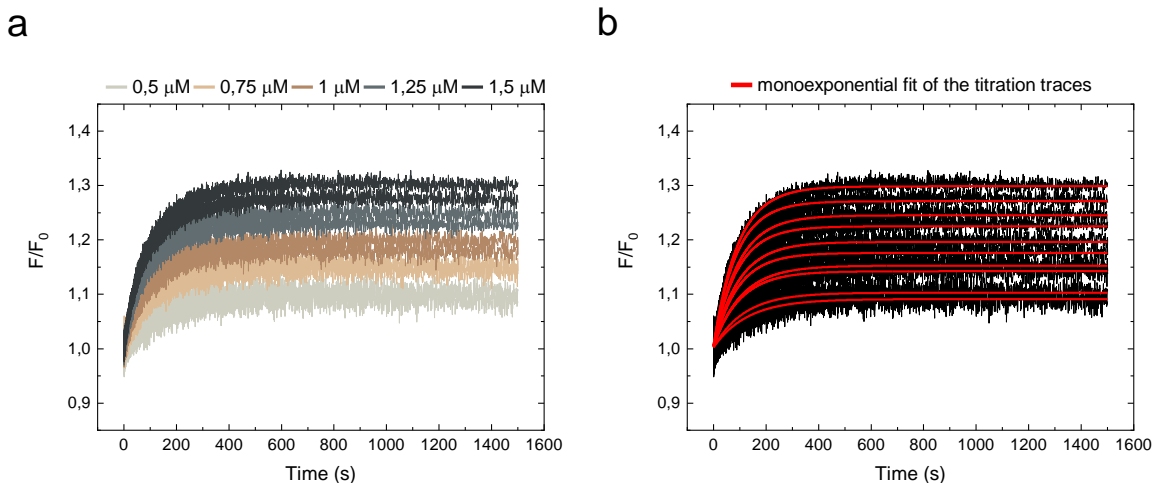 a
0,5 μM 0,75 μM 1 μM 1,25 μM 1,5 μM
1,4
1,3
1,2
1,1
1,0
0,9
F/F0
0 200 400 600 800 1000 1200 1400 1600
Time (s)
b
monoexponential fit of the titration traces
1,4
1,3
1,2
1,1
1,0
0,9
F/F0
0 200 400 600 800 1000 1200 1400 1600
Time (s)